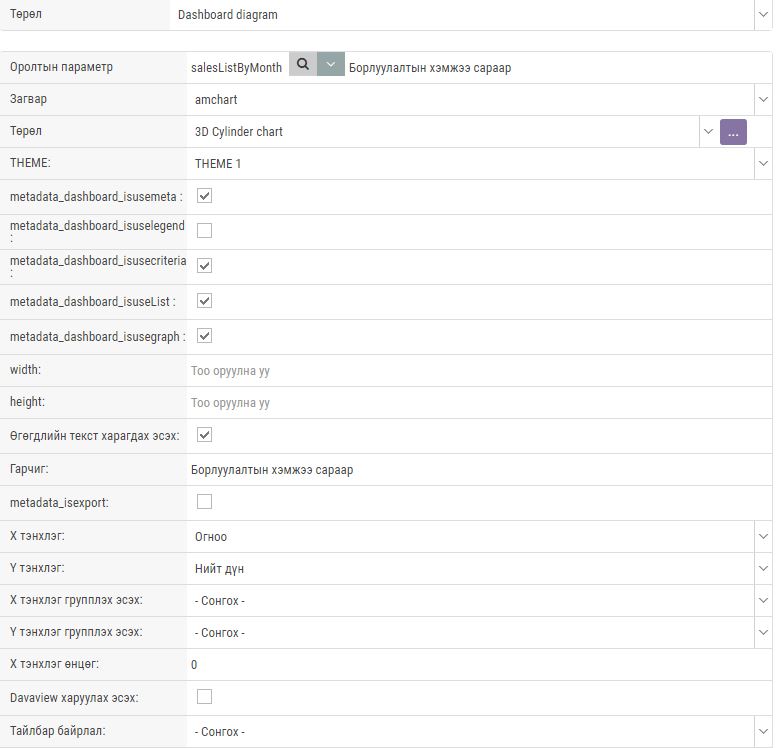 Төрөл Dashboard diagram
Оролтын параметр salesListByMonth Борлуулалтын хэмжээ сараар
Загвар amchart
Төрөл 3D Cylinder chart ...
THEME: THEME 1
metadata_dashboard_isusemeta :
metadata_dashboard_isuselegend
:
metadata_dashboard_isusecriteria
:
metadata_dashboard_isuseList :
metadata_dashboard_isusegraph :
width: Тоо оруулна уу
height: Тоо оруулна уу
Өгөгдлийн текст харагдах эсэх:
Гарчиг: Борлуулалтын хэмжээ сараар
metadata_isexport:
X тэнхлэг: Огноо
Y тэнхлэг: Нийт дүн
X тэнхлэг групплэх эсэх: - Сонгох -
Y тэнхлэг групплэх эсэх: - Сонгох -
X тэнхлэг өнцөг: 0
Davaview харуулах эсэх:
Тайлбар байрлал: - Сонгох -